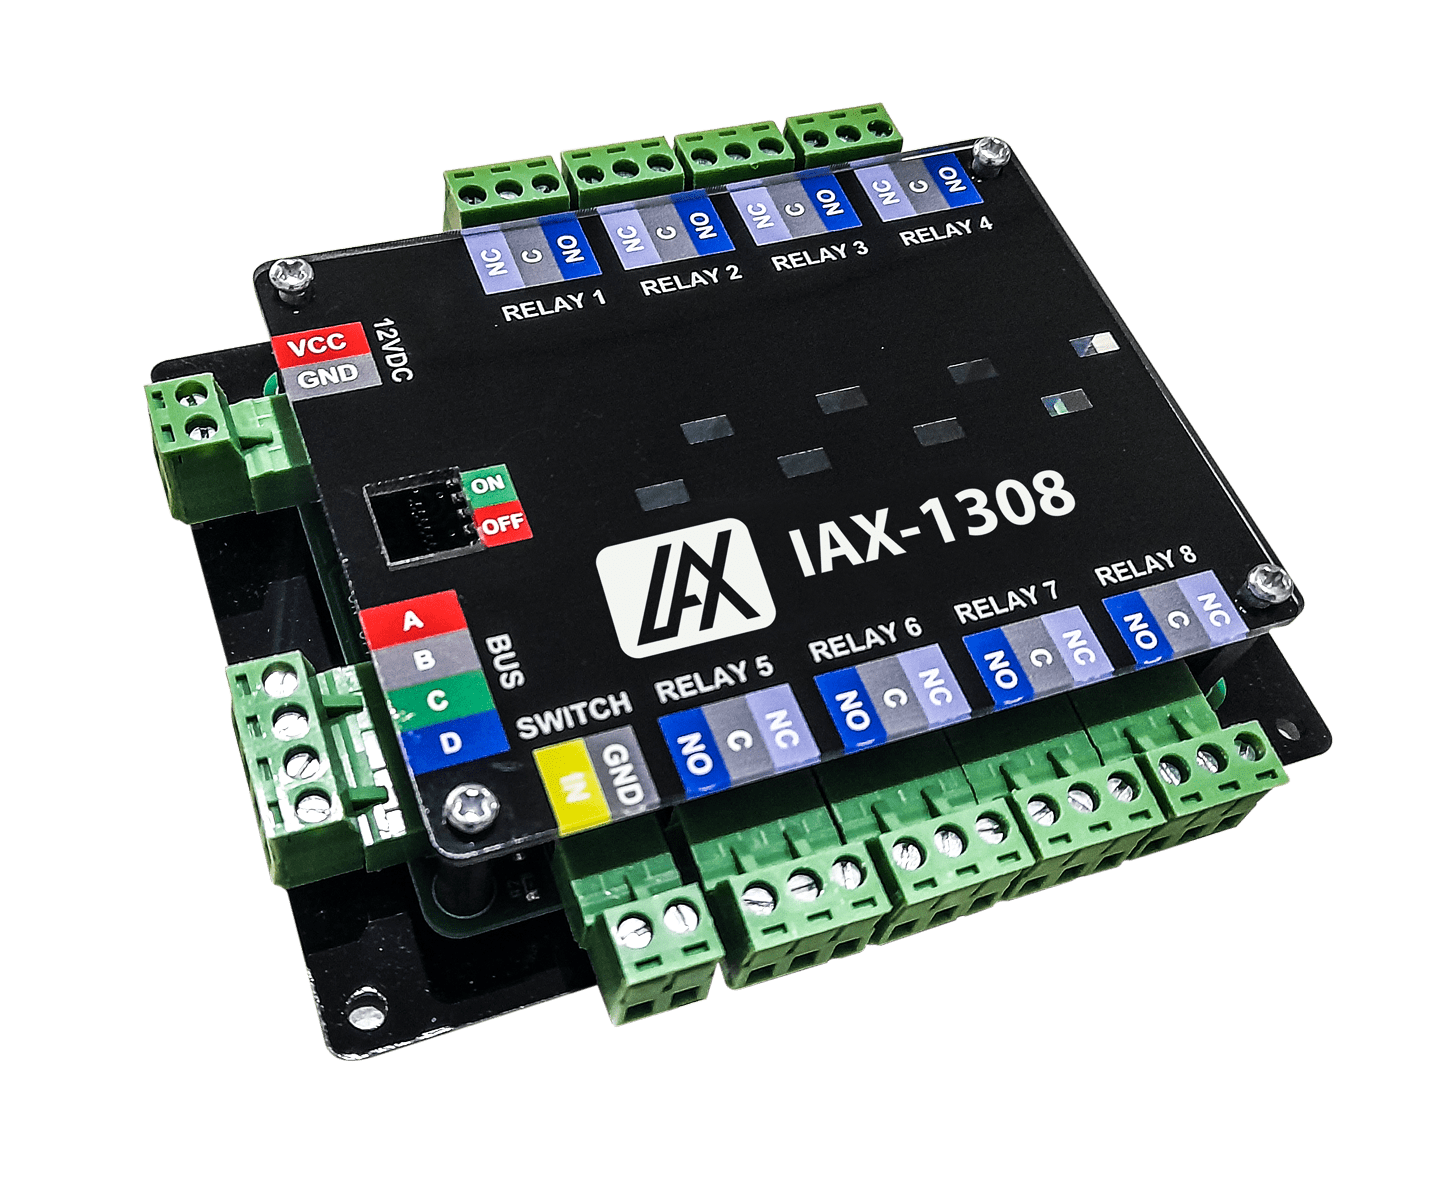 NC C NO
RELAY 1
NC C NO
RELAY 2
NC C NO
RELAY 3
NC C NO
RELAY 4
VCC
GND
12VDC
ON
OFF
IAX
IAX-1308
A
B
C
D
BUS
SWITCH
IN GND
RELAY 5
NO C NC
RELAY 6
NO C NC
RELAY 7
NO C NC
RELAY 8
NO C NC